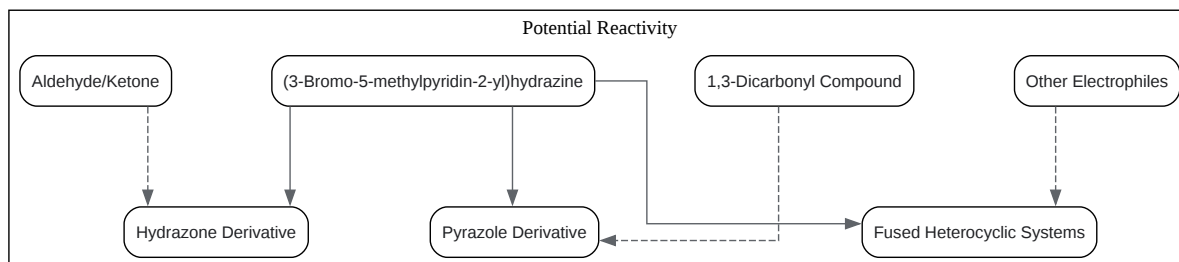 Potential Reactivity
Aldehyde/Ketone
(3-Bromo-5-methylpyridin-2-yl)hydrazine
1,3-Dicarbonyl Compound
Other Electrophiles
Hydrazone Derivative
Pyrazole Derivative
Fused Heterocyclic Systems